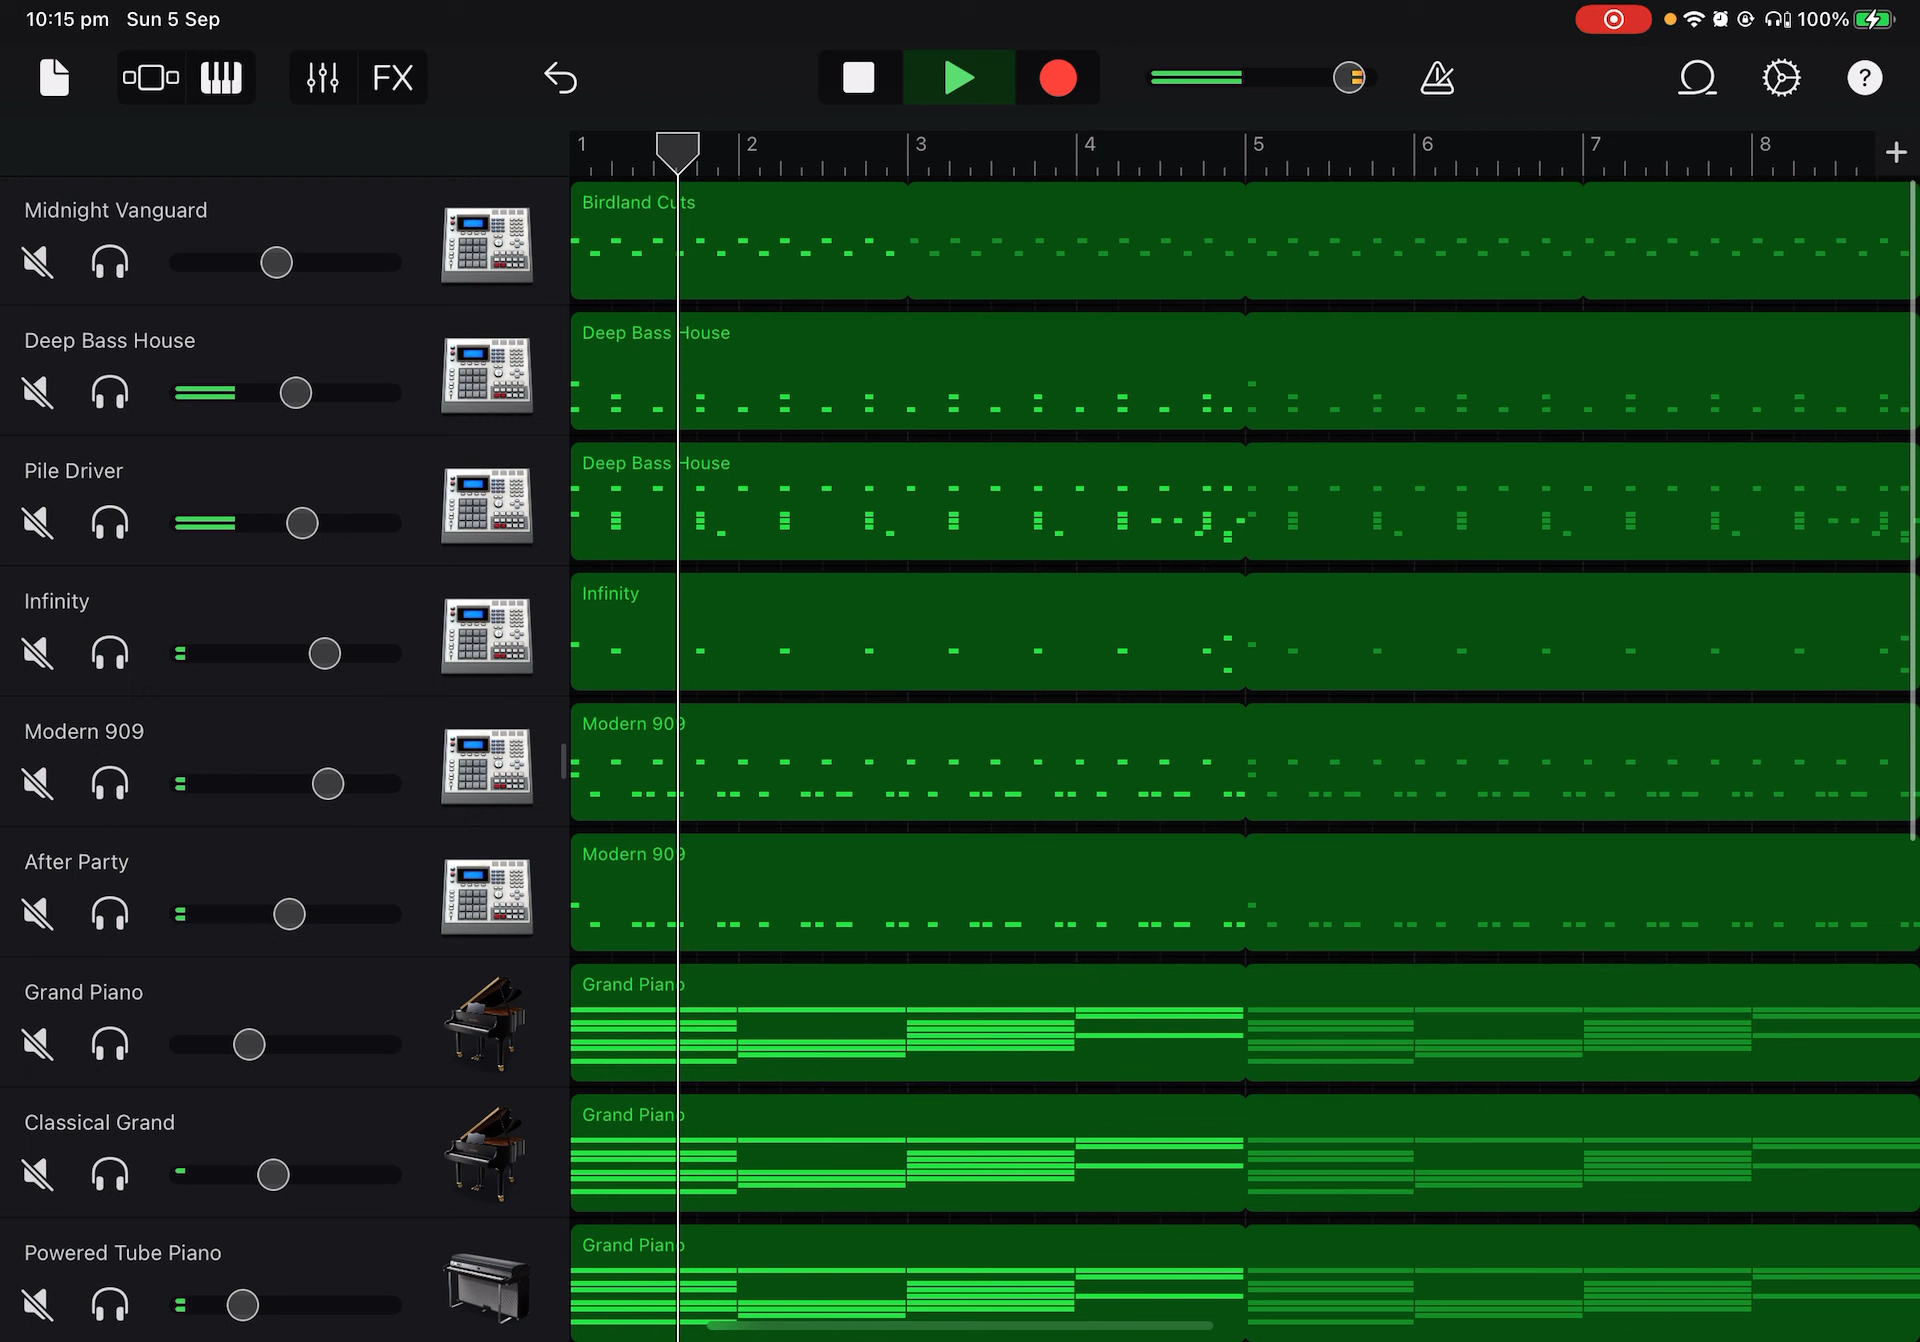 10:15 pm Sun 5 Sep
100%
FX
?
1 2 3 4 5 6 7 8 +
Midnight Vanguard
Birdland Cuts
Deep Bass House
Deep Bass House
Pile Driver
Deep Bass House
Infinity
Infinity
Modern 909
Modern 909
After Party
Modern 909
Grand Piano
Grand Piano
Classical Grand
Grand Piano
Powered Tube Piano
Grand Piano